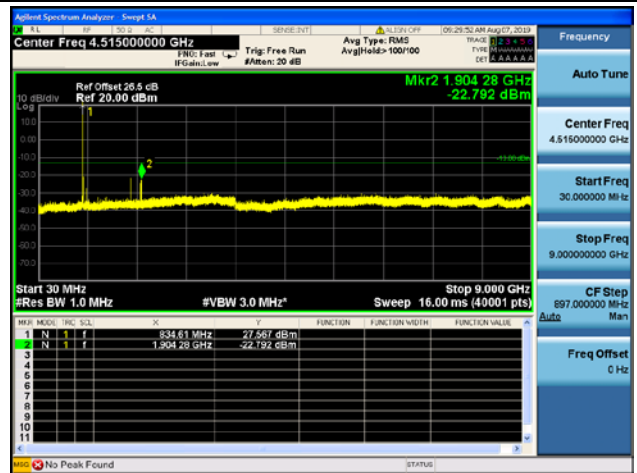 Agilent Spectrum Analyzer - Swept SA
RL RF 50 Ω AC SENSE:INT ALIGN OFF 09:29:52 AM Aug 07, 2019
Center Freq 4.515000000 GHz
PNO: Fast
IFGain:Low
Trig: Free Run
#Atten: 20 dB
Avg Type: RMS
Avg|Hold:>100/100
TRACE 1 2 3 4 5 6
TYPE M
DET A A A A A A
Ref Offset 26.5 dB
Ref 20.00 dBm
Mkr2 1.904 28 GHz
-22.792 dBm
10 dB/div
Log
10.0
0.00
-10.0
-20.0
-30.0
-40.0
-50.0
-60.0
-70.0
1
2
-13.00 dBm
Start 30 MHz
Stop 9.000 GHz
#Res BW 1.0 MHz
#VBW 3.0 MHz*
Sweep 16.00 ms (40001 pts)
MKR MODE TRC SCL X Y FUNCTION FUNCTION WIDTH FUNCTION VALUE
1 N 1 f 834.61 MHz 27.567 dBm
2 N 1 f 1.904 28 GHz -22.792 dBm
3
4
5
6
7
8
9
10
11
MSG No Peak Found
STATUS
Frequency
Auto Tune
Center Freq
4.515000000 GHz
Start Freq
30.000000 MHz
Stop Freq
9.000000000 GHz
CF Step
897.000000 MHz
Auto Man
Freq Offset
0 Hz